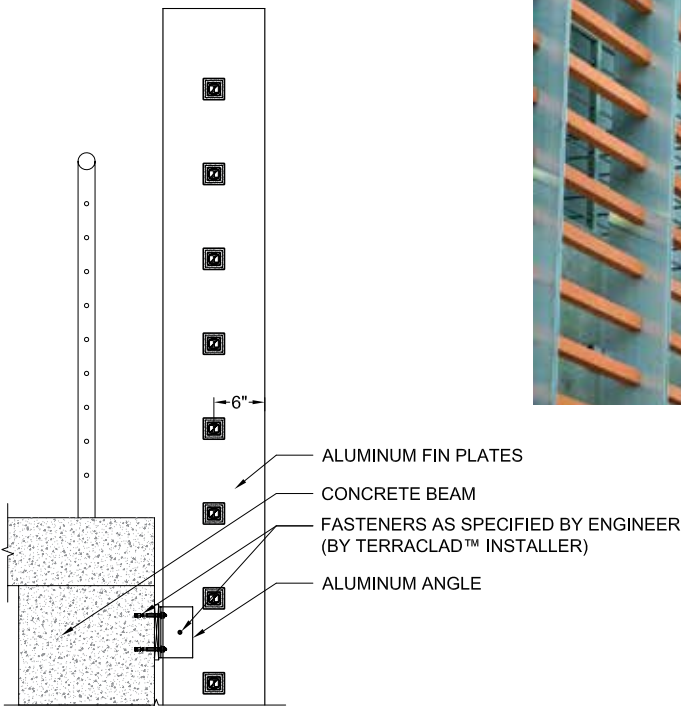 6"
ALUMINUM FIN PLATES
CONCRETE BEAM
FASTENERS AS SPECIFIED BY ENGINEER
(BY TERRACLAD™ INSTALLER)
ALUMINUM ANGLE